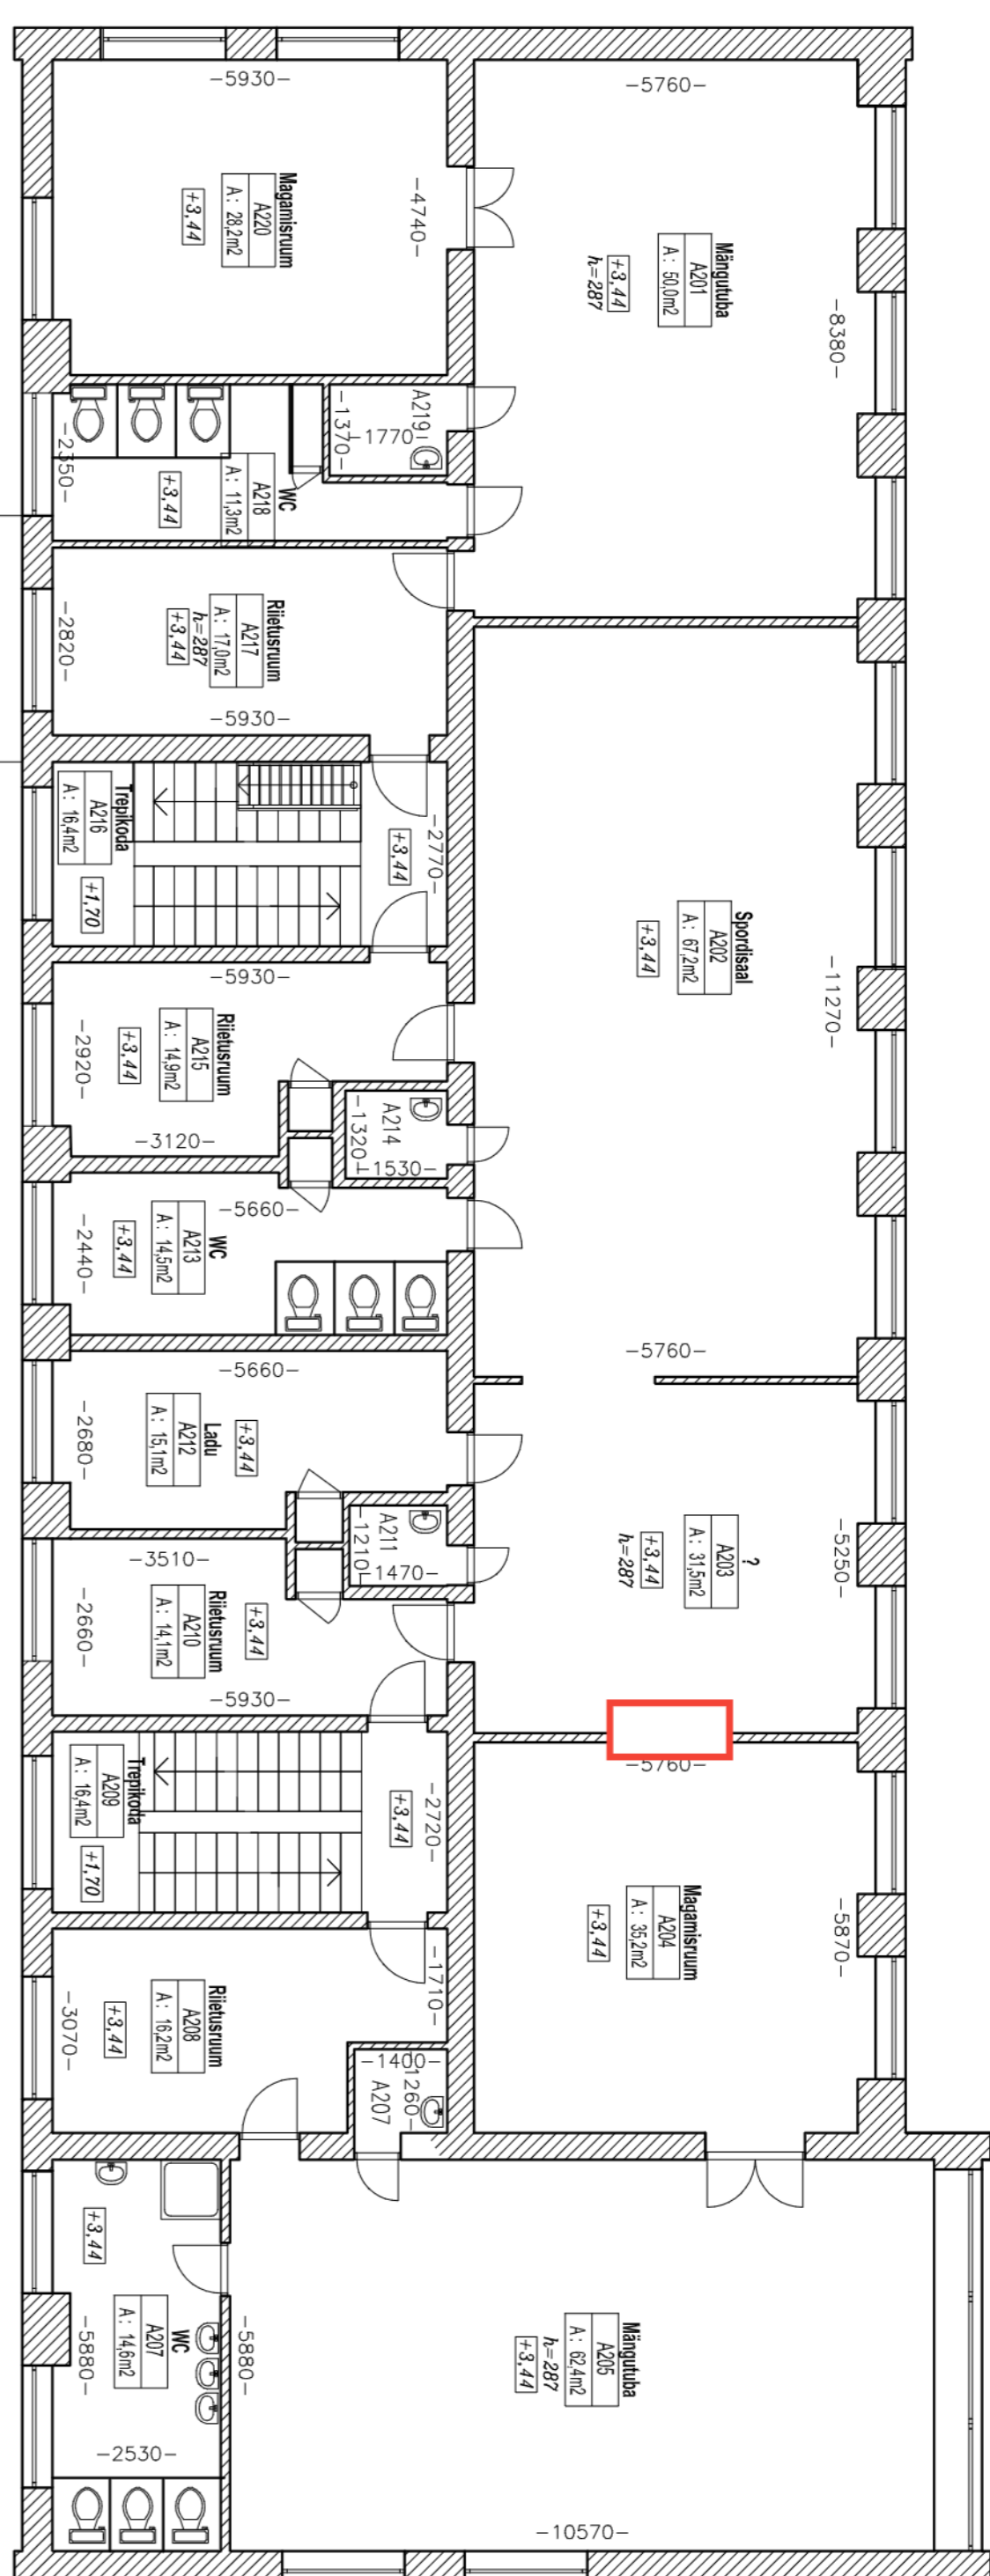 -5930-
Magamisruum
A220
A: 28,2m2
+3,44
-4740-
-5760-
Mängutuba
A201
A: 50,0m2
+3,44
h=287
-8380-
A219
-1370-
-1770-
-2350-
WC
A218
A: 11,3m2
+3,44
Riietusruum
A217
A: 17,0m2
h=287
+3,44
-2820-
-5930-
Trepikoda
A216
A: 16,4m2
+1,70
+3,44
-2770-
Spordisaal
A202
A: 67,2m2
+3,44
-11270-
-5930-
Riietusruum
A215
A: 14,9m2
+3,44
-2920-
-3120-
A214
-1320-
-1530-
-5660-
WC
A213
A: 14,5m2
+3,44
-2440-
-5760-
-5660-
Ladu
A212
A: 15,1m2
+3,44
-2680-
A211
-1210-
-1470-
?
A203
A: 31,5m2
+3,44
h=287
-5250-
-3510-
Riietusruum
A210
A: 14,1m2
+3,44
-2660-
-5930-
-5760-
Trepikoda
A209
A: 16,4m2
+1,70
+3,44
-2720-
Magamisruum
A204
A: 35,2m2
+3,44
-5870-
Riietusruum
A208
A: 16,2m2
+3,44
-3070-
-1710-
-1400-
1260-
A207
+3,44
WC
A207
A: 14,6m2
-5880-
-5880-
-2530-
Mängutuba
A205
A: 62,4m2
h=287
+3,44
-10570-